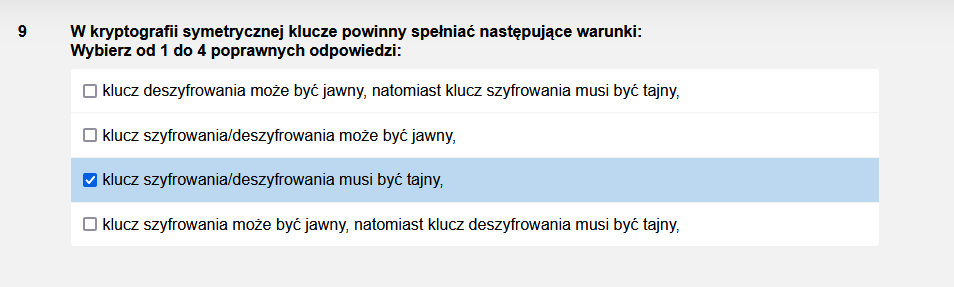 9 W kryptografii symetrycznej klucze powinny spełniać następujące warunki:
Wybierz od 1 do 4 poprawnych odpowiedzi:
klucz deszyfrowania może być jawny, natomiast klucz szyfrowania musi być tajny,
klucz szyfrowania/deszyfrowania może być jawny,
klucz szyfrowania/deszyfrowania musi być tajny,
klucz szyfrowania może być jawny, natomiast klucz deszyfrowania musi być tajny,